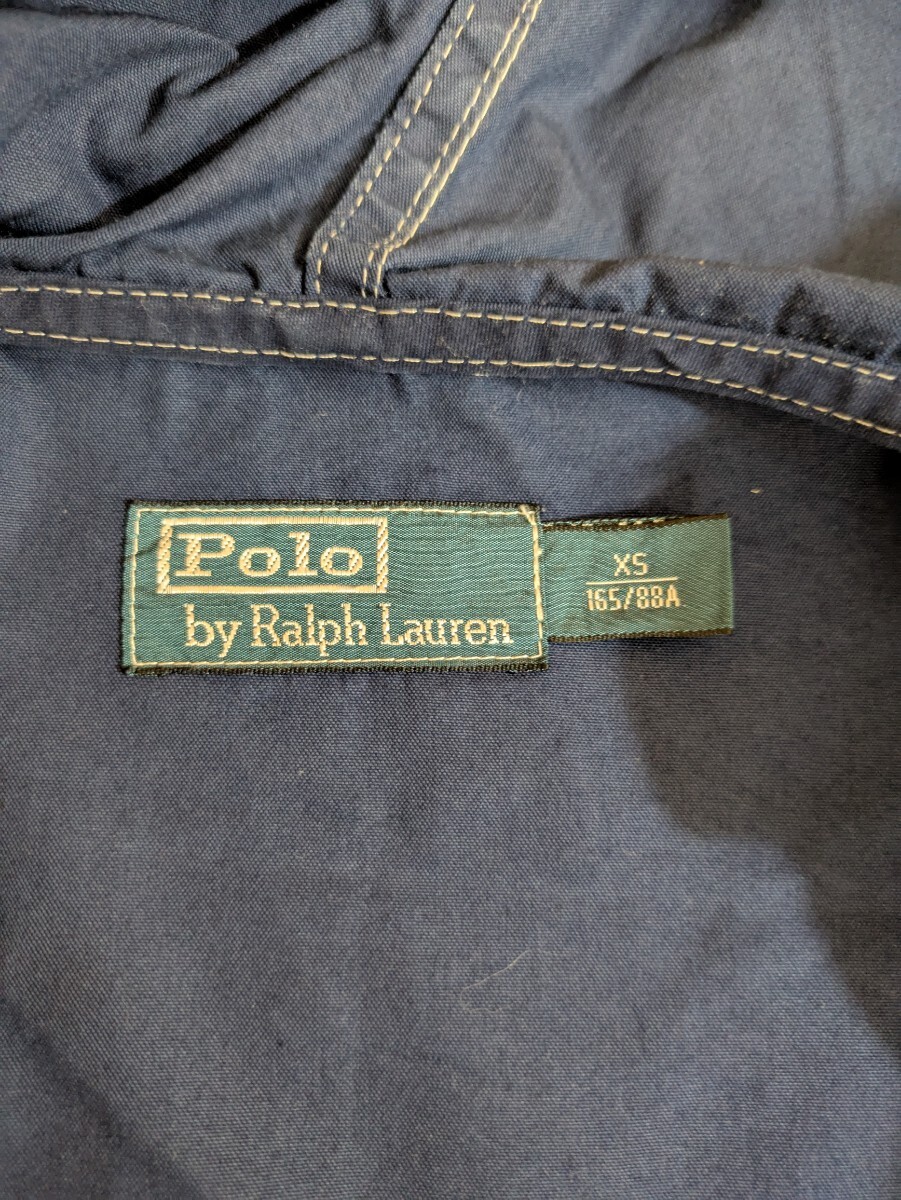 Polo
by Ralph Lauren
XS
165/88A